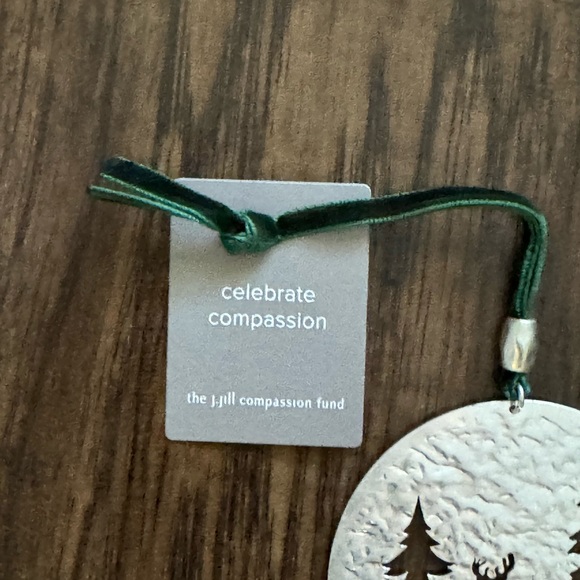 celebrate
compassion
the J.Jill compassion fund